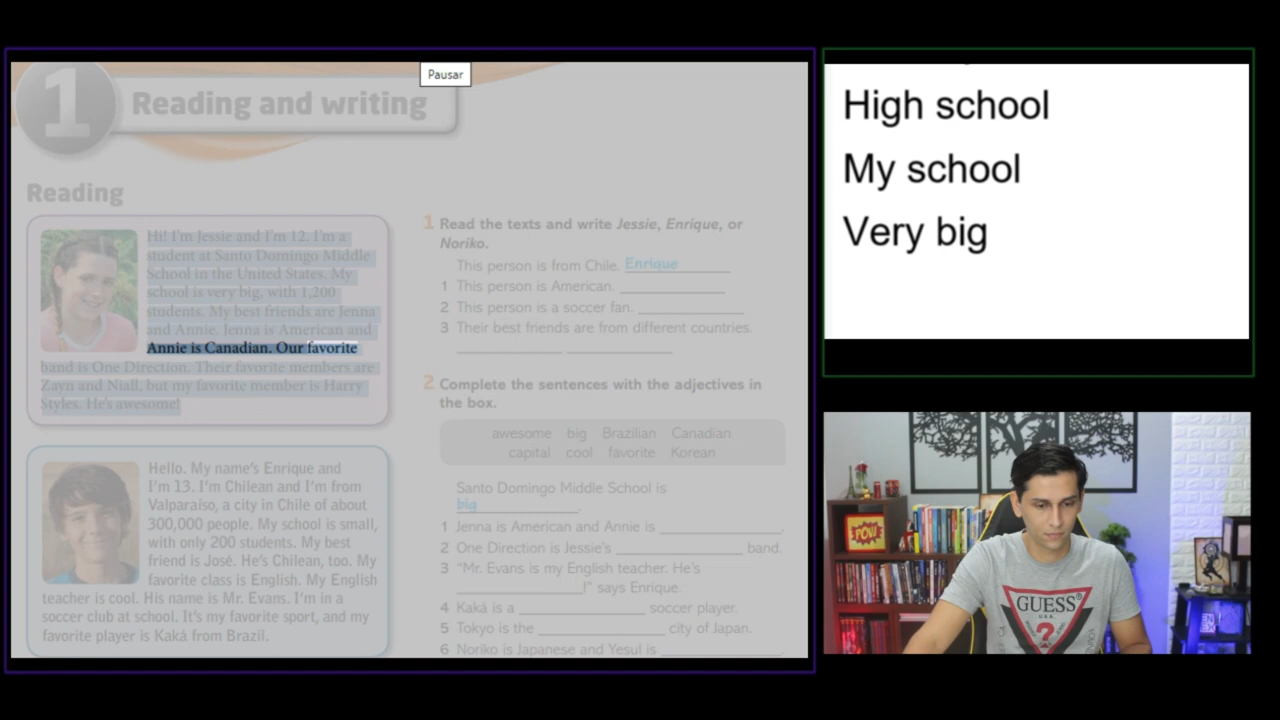 Pausar
1
Reading and writing
Reading
Hi! I'm Jessie and I'm 12. I'm a
student at Santo Domingo Middle
School in the United States. My
school is very big, with 1,200
students. My best friends are Jenna
and Annie. Jenna is American and
Annie is Canadian. Our favorite
band is One Direction. Their favorite members are
Zayn and Niall, but my favorite member is Harry
Styles. He's awesome!
Hello. My name's Enrique and
I'm 13. I'm Chilean and I'm from
Valparaiso, a city in Chile of about
300,000 people. My school is small,
with only 200 students. My best
friend is José. He's Chilean, too. My
favorite class is English. My English
teacher is cool. His name is Mr. Evans. I'm in a
soccer club at school. It's my favorite sport, and my
favorite player is Kaká from Brazil.
1 Read the texts and write Jessie, Enrique, or
Noriko.
This person is from Chile. Enrique
1 This person is American. ____________
2 This person is a soccer fan. ____________
3 Their best friends are from different countries.
____________ ____________
2 Complete the sentences with the adjectives in
the box.
awesome big Brazilian Canadian
capital cool favorite Korean
Santo Domingo Middle School is
big____________.
1 Jenna is American and Annie is ____________.
2 One Direction is Jessie's ____________ band.
3 “Mr. Evans is my English teacher. He's
____________!” says Enrique.
4 Kaká is a ____________ soccer player.
5 Tokyo is the ____________ city of Japan.
6 Noriko is Japanese and Yesul is ____________.
High school
My school
Very big
POW
GUESS
U.S.A.
?